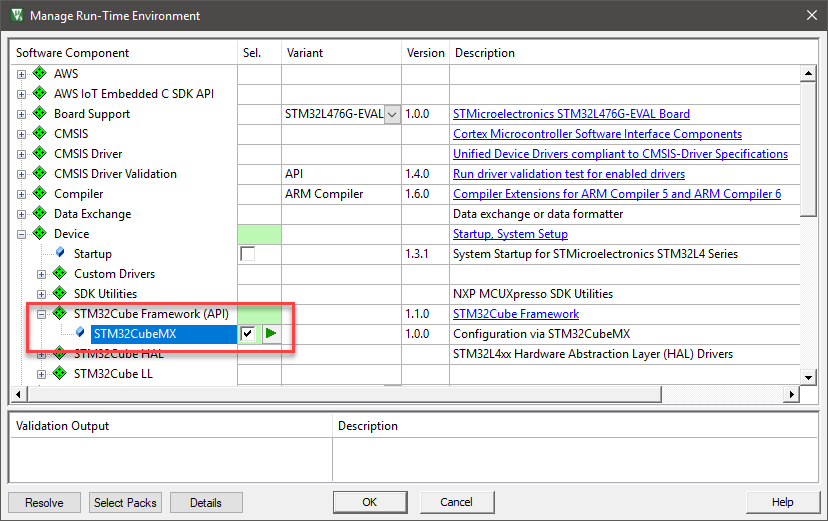 Manage Run-Time Environment
Software Component Sel. Variant Version Description
AWS
AWS IoT Embedded C SDK API
Board Support STM32L476G-EVAL 1.0.0 STMicroelectronics STM32L476G-EVAL Board
CMSIS Cortex Microcontroller Software Interface Components
CMSIS Driver Unified Device Drivers compliant to CMSIS-Driver Specifications
CMSIS Driver Validation API 1.4.0 Run driver validation test for enabled drivers
Compiler ARM Compiler 1.6.0 Compiler Extensions for ARM Compiler 5 and ARM Compiler 6
Data Exchange Data exchange or data formatter
Device Startup, System Setup
Startup 1.3.1 System Startup for STMicroelectronics STM32L4 Series
Custom Drivers
SDK Utilities NXP MCUXpresso SDK Utilities
STM32Cube Framework (API) 1.1.0 STM32Cube Framework
STM32CubeMX 1.0.0 Configuration via STM32CubeMX
STM32Cube HAL STM32L4xx Hardware Abstraction Layer (HAL) Drivers
STM32Cube LL
Validation Output Description
Resolve Select Packs Details OK Cancel Help